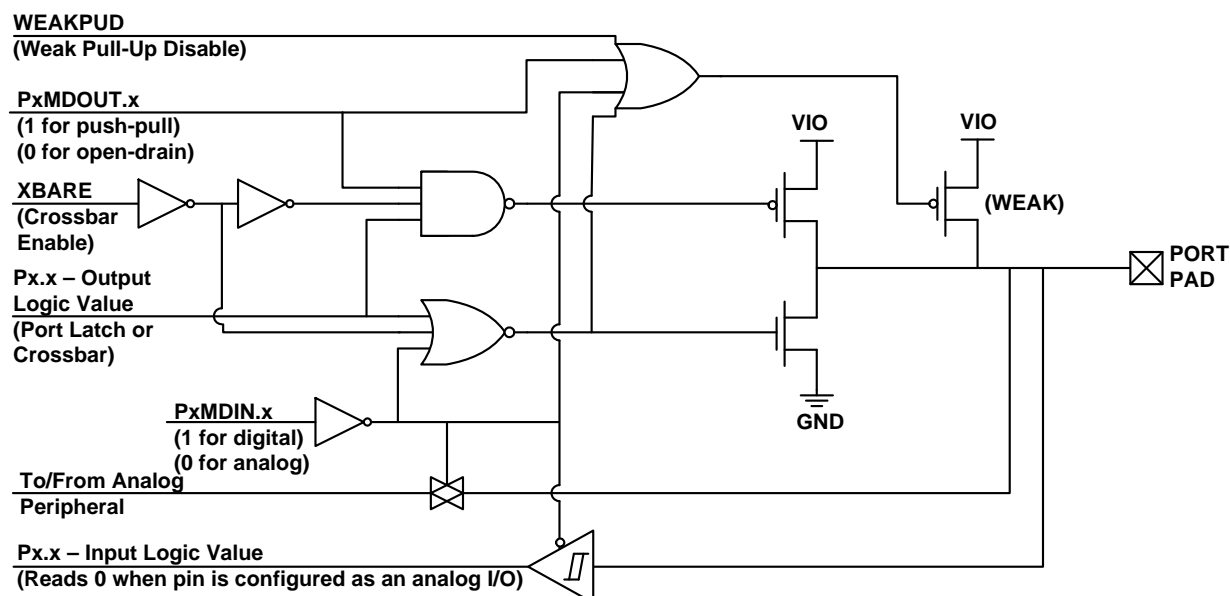 WEAKPUD
(Weak Pull-Up Disable)
PxMDOUT.x
(1 for push-pull)
(0 for open-drain)
XBARE
(Crossbar
Enable)
Px.x – Output
Logic Value
(Port Latch or
Crossbar)
PxMDIN.x
(1 for digital)
(0 for analog)
To/From Analog
Peripheral
Px.x – Input Logic Value
(Reads 0 when pin is configured as an analog I/O)
VIO
VIO
(WEAK)
GND
PORT
PAD